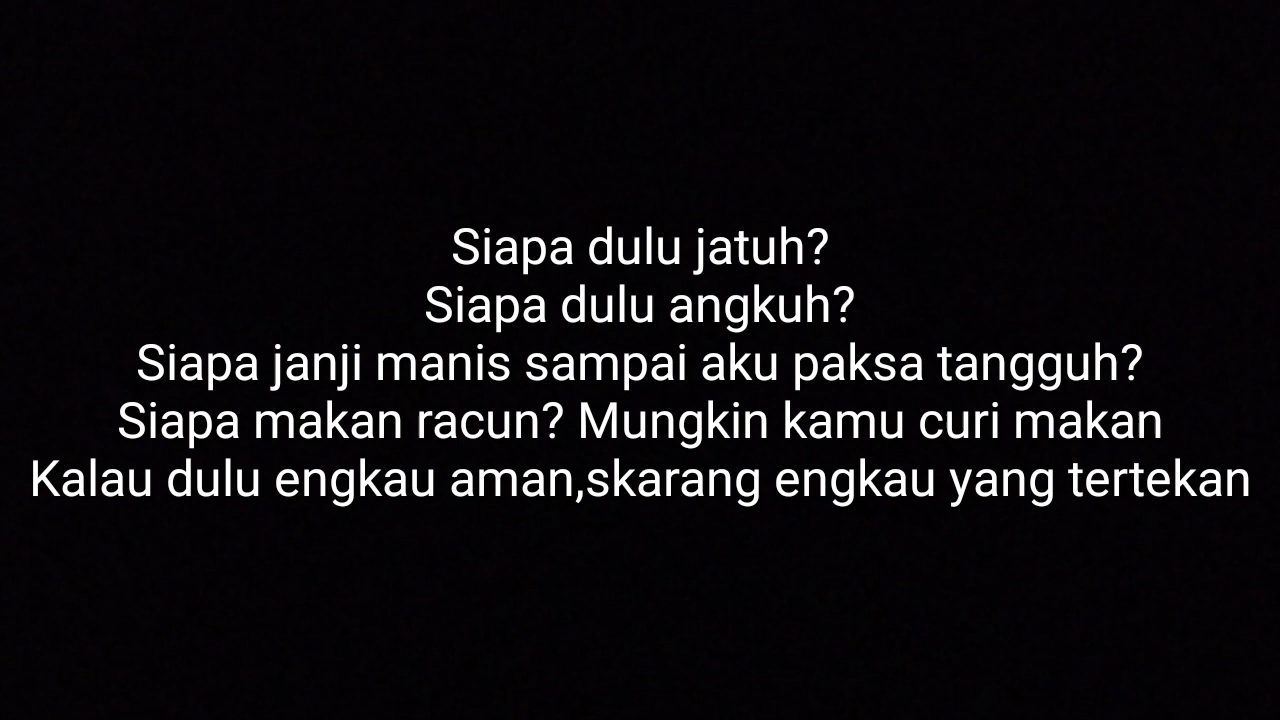 Siapa dulu jatuh?
Siapa dulu angkuh?
Siapa janji manis sampai aku paksa tangguh?
Siapa makan racun? Mungkin kamu curi makan
Kalau dulu engkau aman,skarang engkau yang tertekan